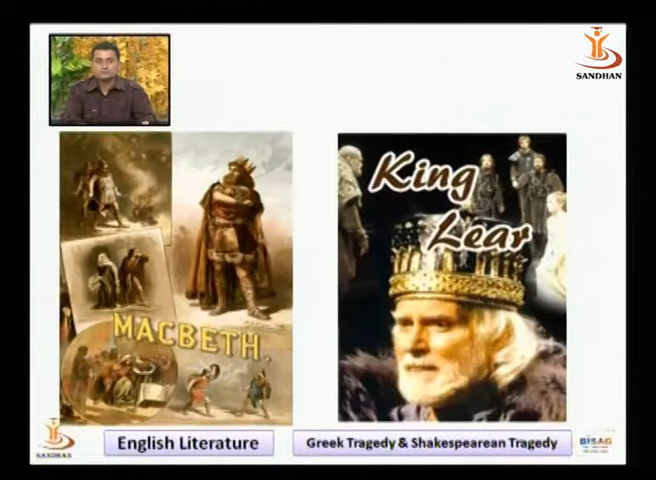 SANDHAN
King
Lear
MACBETH.
SANDHAN
English Literature
Greek Tragedy & Shakespearean Tragedy
BISAG